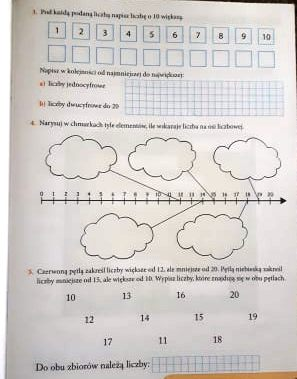 3. Pod każdą podaną liczbą napisz liczbę o 10 większą.
1 2 3 4 5 6 7 8 9 10
Napisz w kolejności od najmniejszej do największej:
a) liczby jednocyfrowe
b) liczby dwucyfrowe do 20
4. Narysuj w chmurkach tyle elementów, ile wskazuje liczba na osi liczbowej.
0 1 2 3 4 5 6 7 8 9 10 11 12 13 14 15 16 17 18 19 20
5. Czerwoną pętlą zakreśl liczby większe od 12, ale mniejsze od 20. Pętlą niebieską zakreśl
liczby mniejsze od 15, ale większe od 10. Wypisz liczby, które znajdują się w obu pętlach.
10 13 16 20
12 14 15 19
17 11 18
Do obu zbiorów należą liczby: